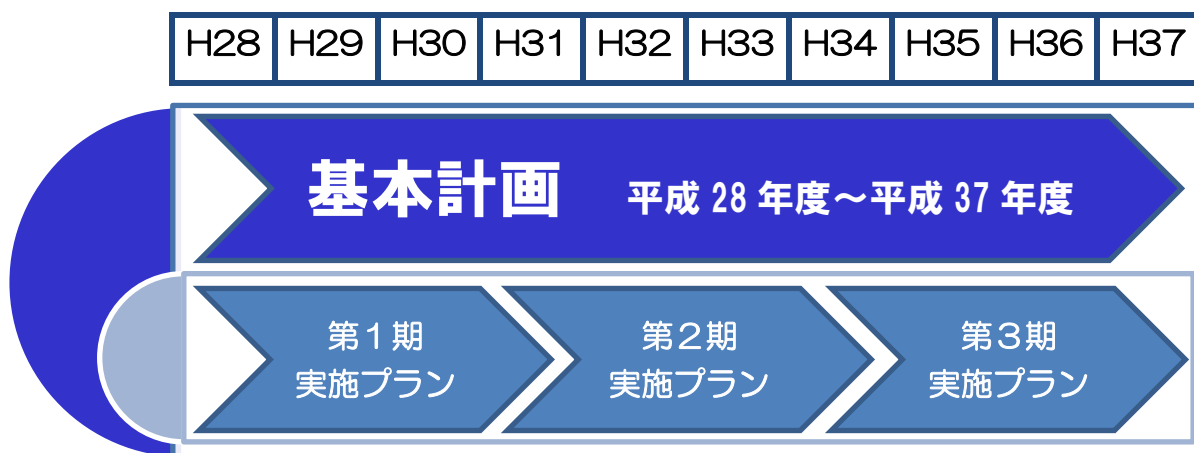 H28 H29 H30 H31 H32 H33 H34 H35 H36 H37
基本計画 平成 28 年度～平成 37 年度
第１期 第２期 第３期
実施プラン 実施プラン 実施プラン